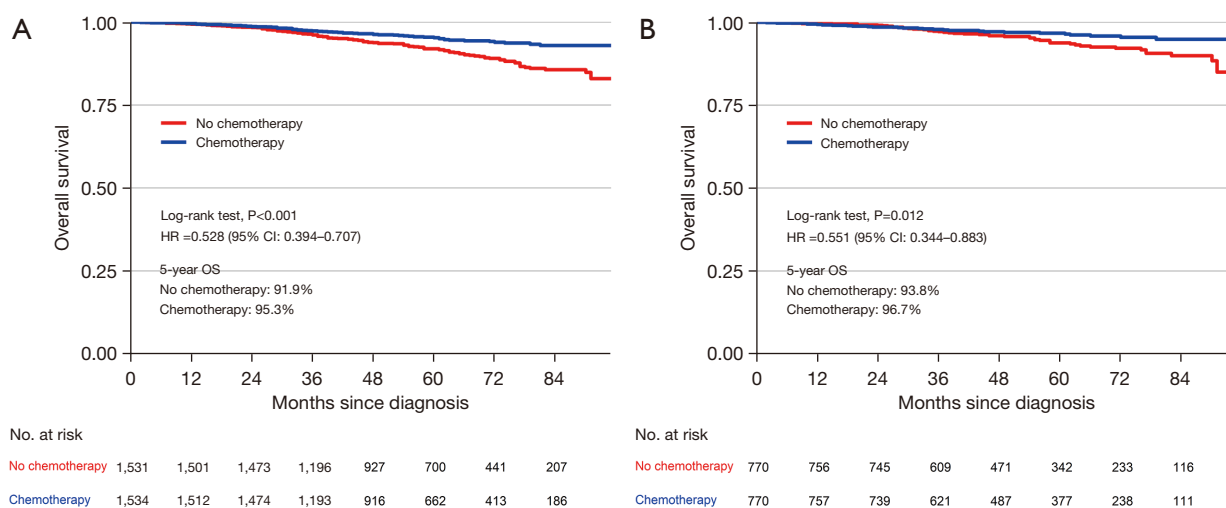 A
1.00
0.75
0.50
0.25
0.00
Overall survival
No chemotherapy
Chemotherapy
Log-rank test, P<0.001
HR =0.528 (95% CI: 0.394–0.707)
5-year OS
No chemotherapy: 91.9%
Chemotherapy: 95.3%
0 12 24 36 48 60 72 84
Months since diagnosis
No. at risk
No chemotherapy 1,531 1,501 1,473 1,196 927 700 441 207
Chemotherapy 1,534 1,512 1,474 1,193 916 662 413 186
B
1.00
0.75
0.50
0.25
0.00
Overall survival
No chemotherapy
Chemotherapy
Log-rank test, P=0.012
HR =0.551 (95% CI: 0.344–0.883)
5-year OS
No chemotherapy: 93.8%
Chemotherapy: 96.7%
0 12 24 36 48 60 72 84
Months since diagnosis
No. at risk
No chemotherapy 770 756 745 609 471 342 233 116
Chemotherapy 770 757 739 621 487 377 238 111